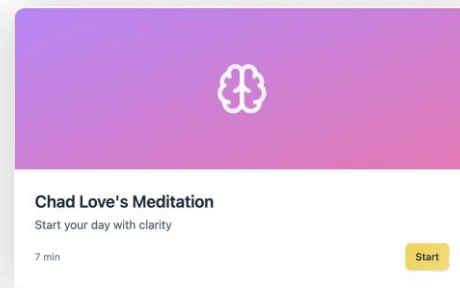 Chad Love's Meditation
Start your day with clarity
7 min
Start